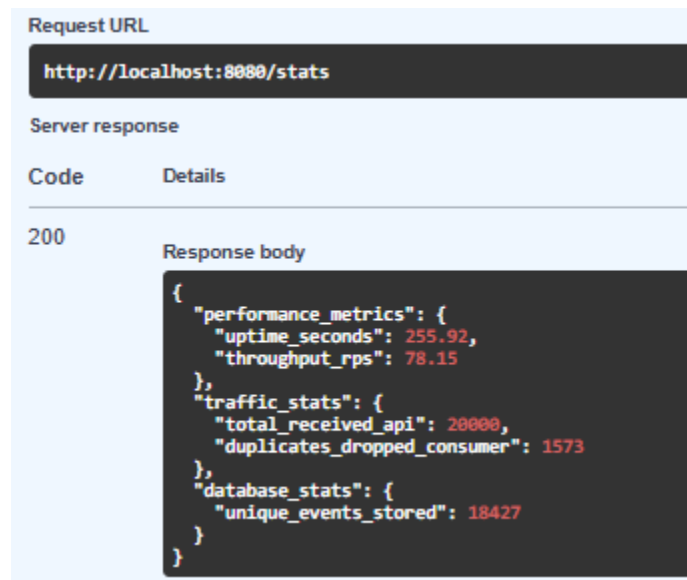 Request URL
http://localhost:8080/stats
Server response
Code Details
200
Response body
{
"performance_metrics": {
"uptime_seconds": 255.92,
"throughput_rps": 78.15
},
"traffic_stats": {
"total_received_api": 20000,
"duplicates_dropped_consumer": 1573
},
"database_stats": {
"unique_events_stored": 18427
}
}